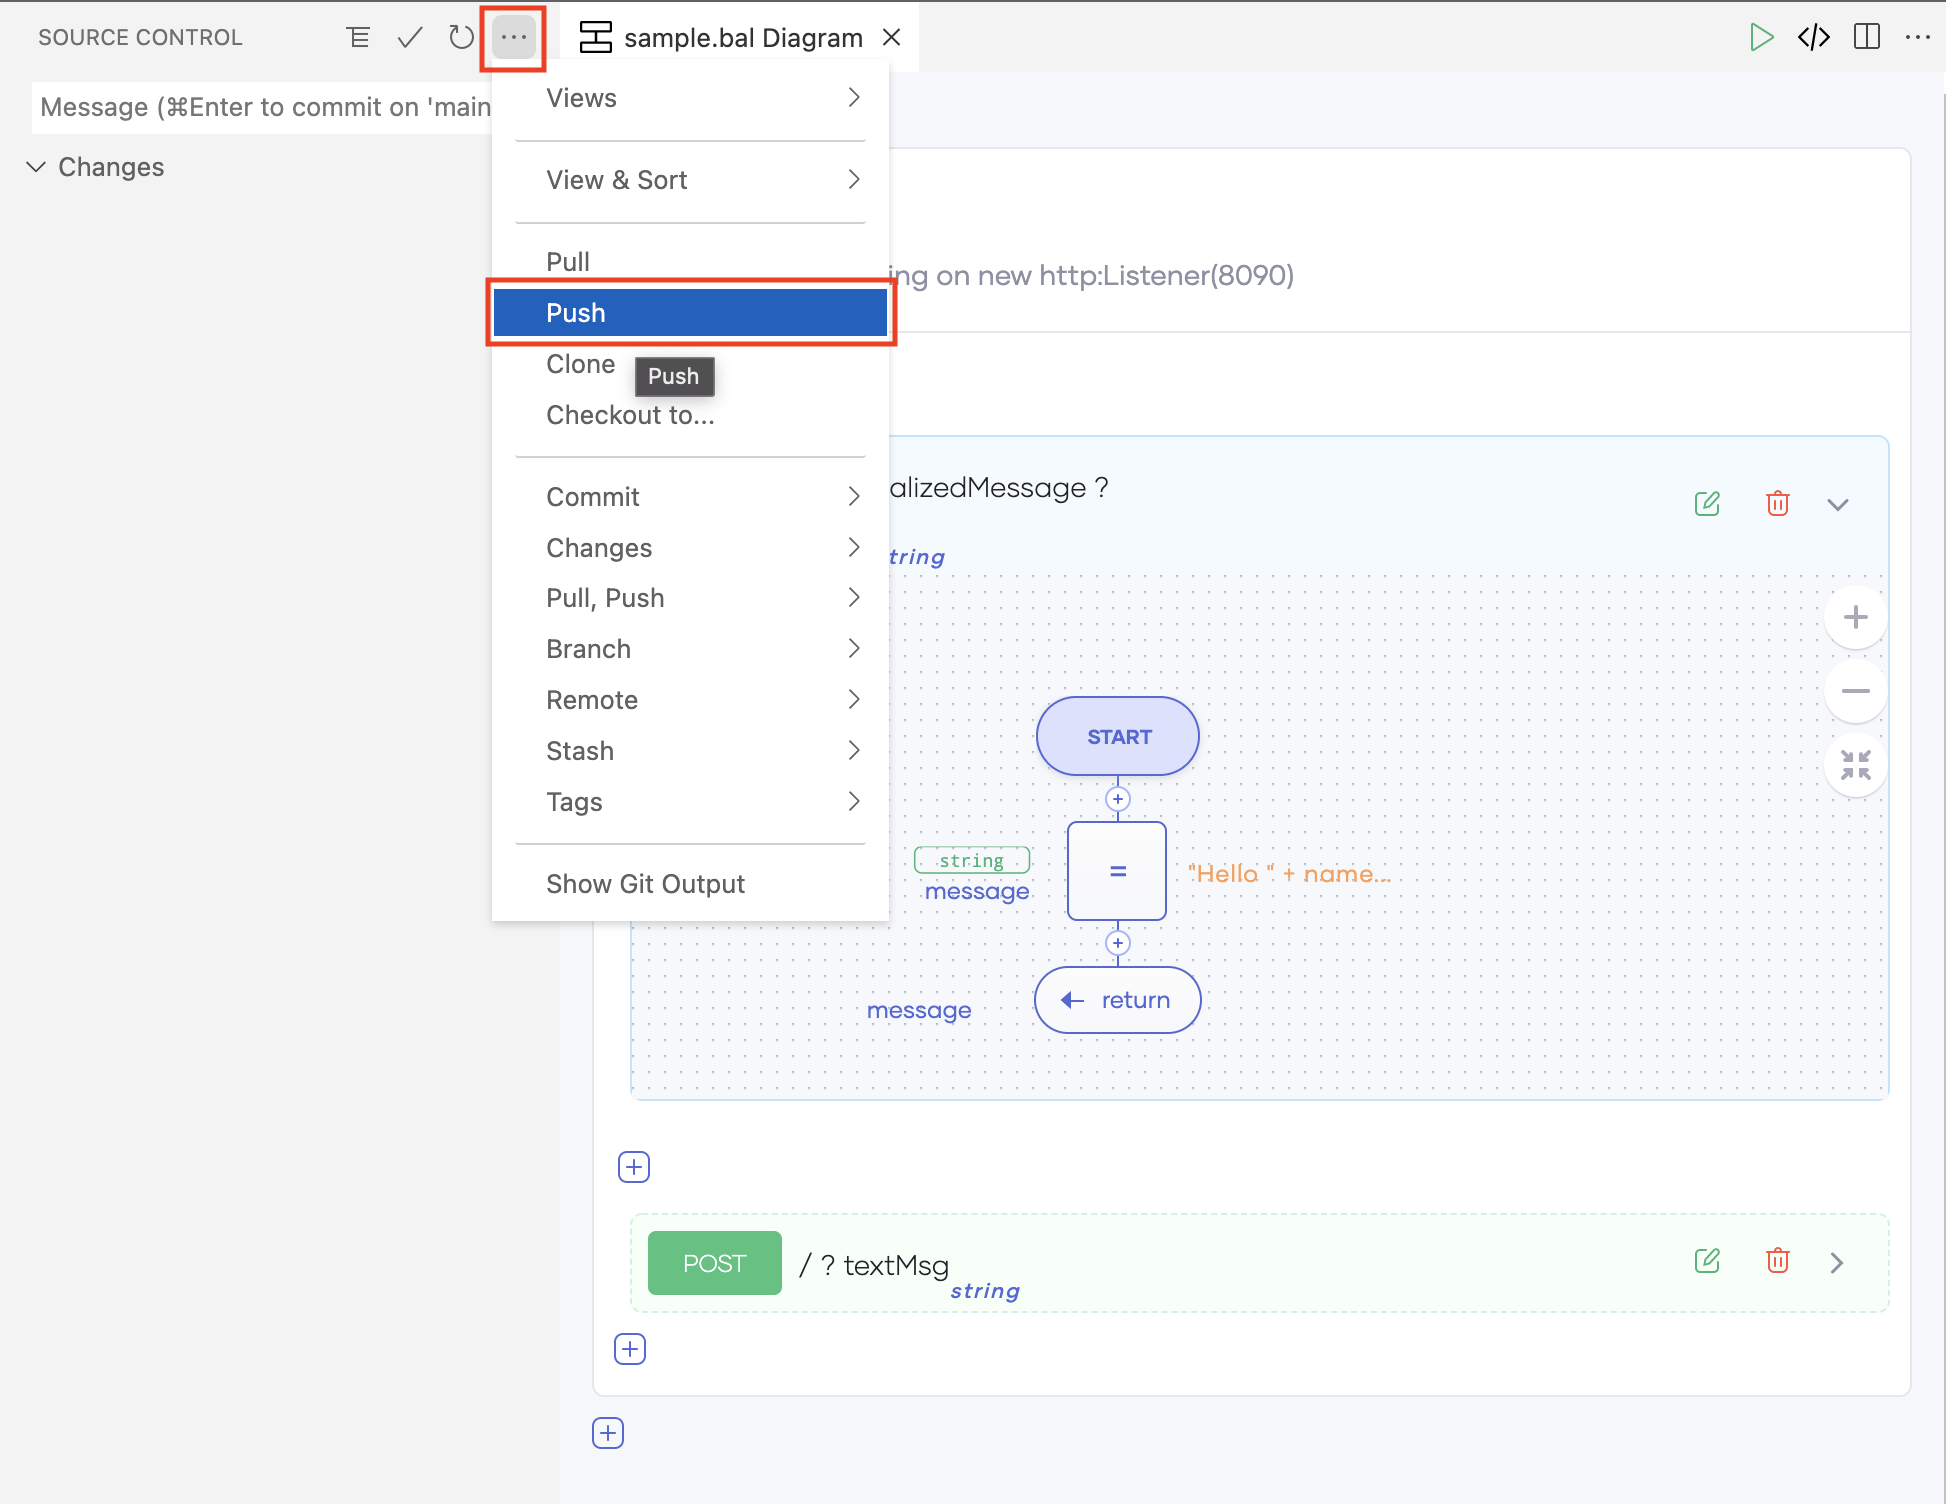 SOURCE CONTROL
sample.bal Diagram
Message (⌘Enter to commit on 'main
Changes
Views
View & Sort
Pull
Push
Clone
Push
Checkout to...
Commit
Changes
Pull, Push
Branch
Remote
Stash
Tags
Show Git Output
ing on new http:Listener(8090)
alizedMessage ?
tring
START
string
message
=
"Hello " + name...
message
return
POST
/ ? textMsg
string